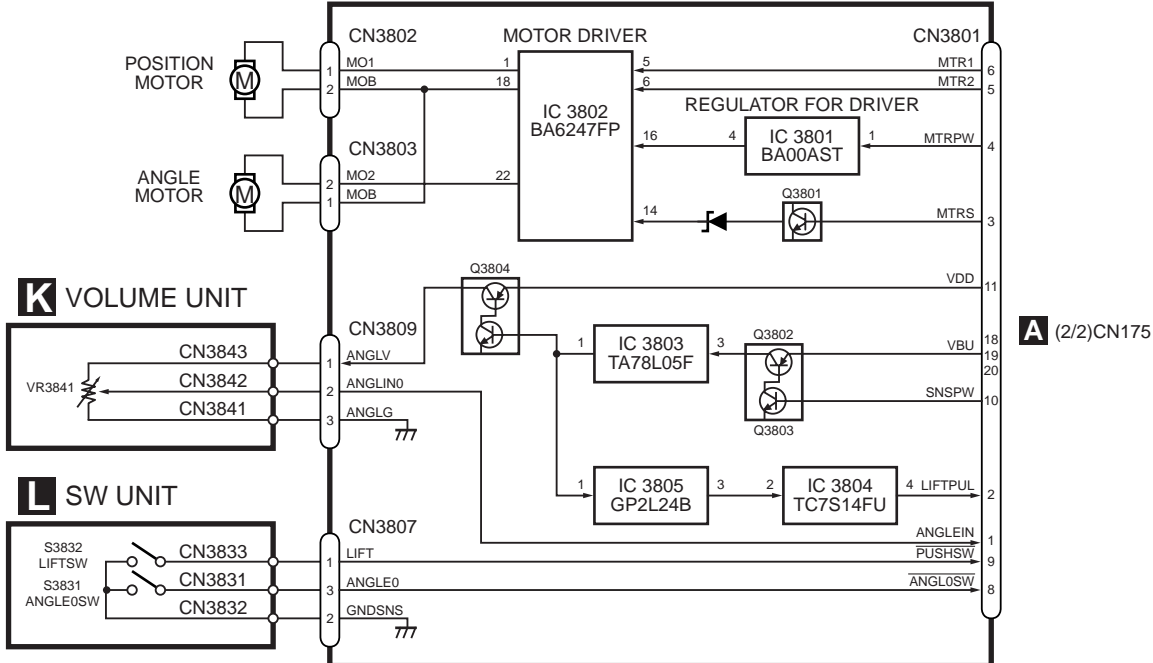 CN3802
MOTOR DRIVER
CN3801
POSITION
MOTOR
M
1 MO1
2 MOB
1
18
IC 3802
BA6247FP
5
6
MTR1 6
MTR2 5
REGULATOR FOR DRIVER
16
4
IC 3801
BA00AST
1
MTRPW 4
CN3803
ANGLE
MOTOR
M
2 MO2
1 MOB
22
14
Q3801
MTRS 3
Q3804
VDD 11
K VOLUME UNIT
CN3809
CN3843
CN3842
CN3841
VR3841
1 ANGLV
2 ANGLIN0
3 ANGLG
1
IC 3803
TA78L05F
3
Q3802
Q3803
VBU
18
19
20
SNSPW 10
A (2/2)CN175
1
IC 3805
GP2L24B
3
2
IC 3804
TC7S14FU
4 LIFTPUL 2
L SW UNIT
CN3807
S3832
LIFTSW
S3831
ANGLE0SW
CN3833
CN3831
CN3832
1 LIFT
3 ANGLE0
2 GNDSNS
ANGLEIN 1
PUSHSW 9
ANGL0SW 8